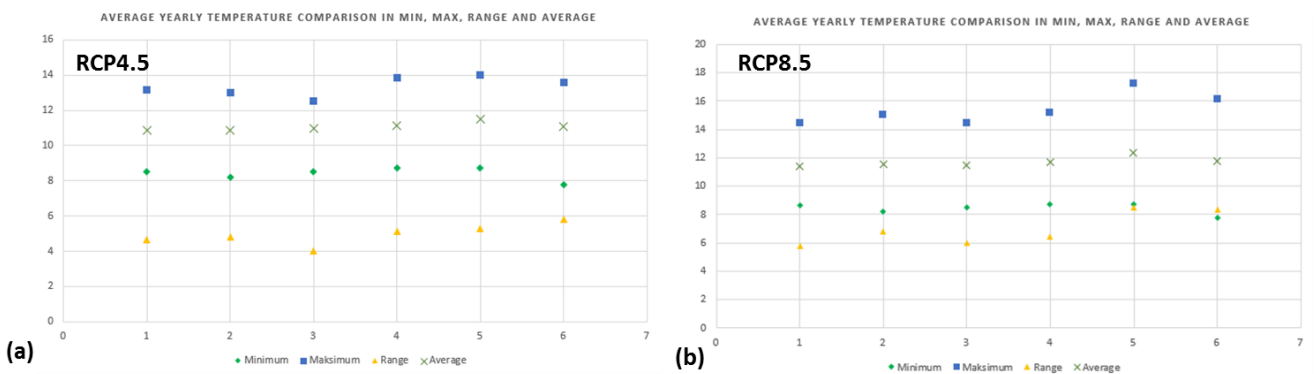 AVERAGE YEARLY TEMPERATURE COMPARISON IN MIN, MAX, RANGE AND AVERAGE
RCP4.5
16
14
12
10
8
6
4
2
0
0 1 2 3 4 5 6 7
Minimum Maksimum Range Average
(a)
AVERAGE YEARLY TEMPERATURE COMPARISON IN MIN, MAX, RANGE AND AVERAGE
RCP8.5
20
18
16
14
12
10
8
6
4
2
0
0 1 2 3 4 5 6 7
Minimum Maksimum Range Average
(b)